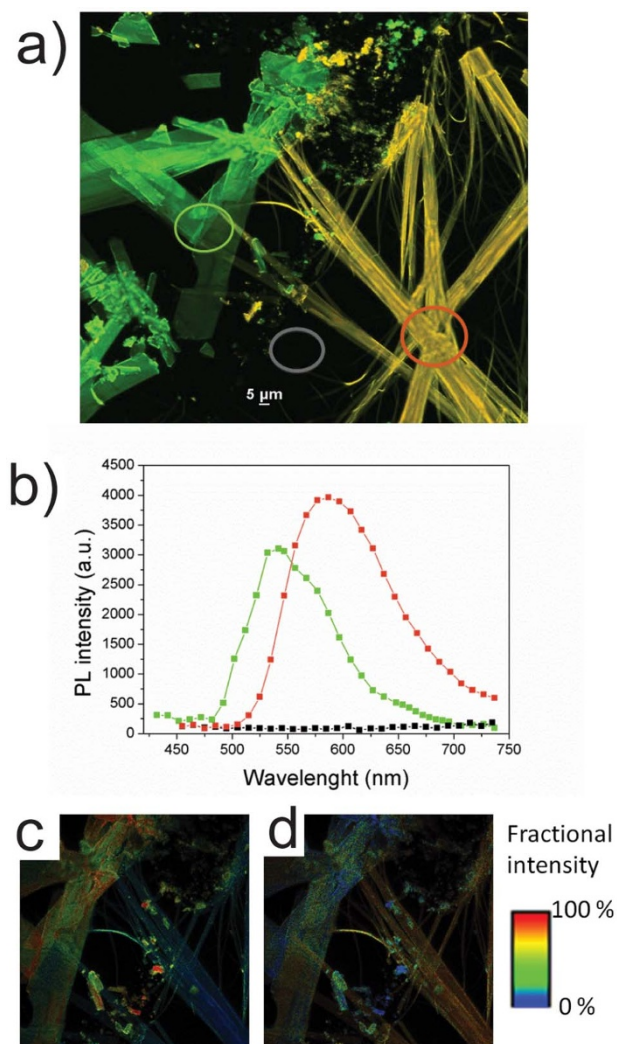 a)
5 µm
b)
4500
4000
3500
3000
2500
2000
1500
1000
500
0
PL intensity (a.u.)
450 500 550 600 650 700 750
Wavelenght (nm)
c
d
Fractional
intensity
100 %
0 %